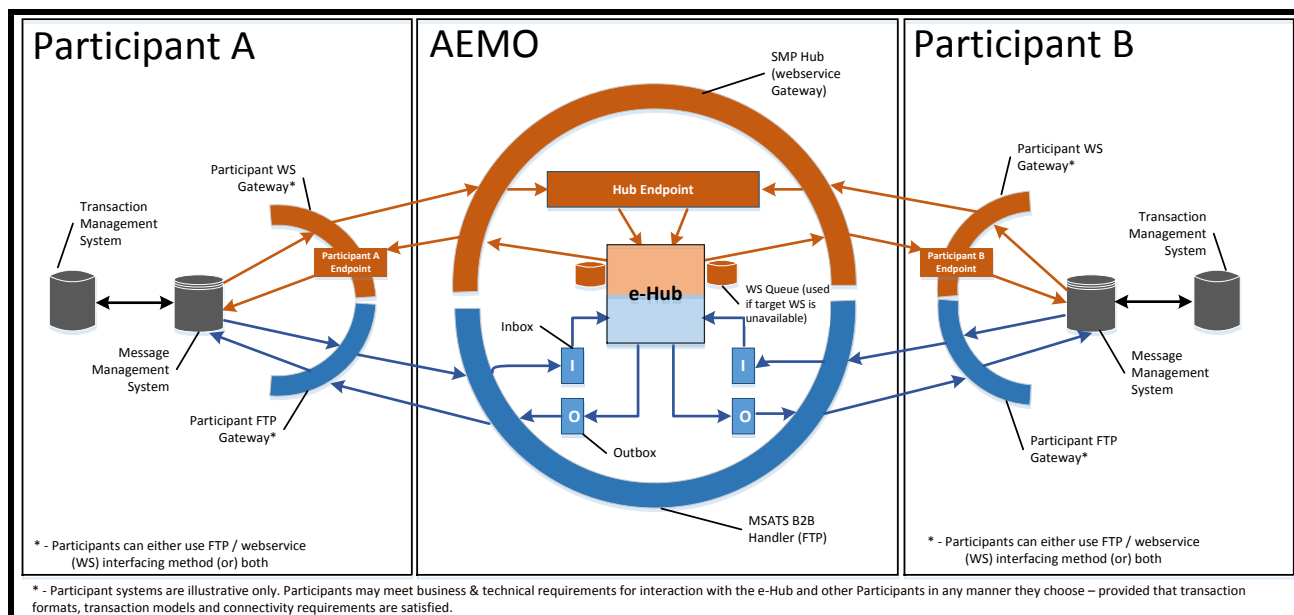 Participant A
AEMO
Participant B
SMP Hub
(webservice
Gateway)
Participant WS
Gateway*
Participant WS
Gateway*
Hub Endpoint
Transaction
Management
System
Transaction
Management
System
Participant A
Endpoint
Participant B
Endpoint
e-Hub
WS Queue (used
if target WS is
unavailable)
Inbox
I
I
Message
Management
System
Message
Management
System
O
O
Participant FTP
Gateway*
Outbox
Participant FTP
Gateway*
MSATS B2B
Handler (FTP)
* - Participants can either use FTP / webservice
(WS) interfacing method (or) both
* - Participants can either use FTP / webservice
(WS) interfacing method (or) both
* - Participant systems are illustrative only. Participants may meet business & technical requirements for interaction with the e-Hub and other Participants in any manner they choose – provided that transaction
formats, transaction models and connectivity requirements are satisfied.